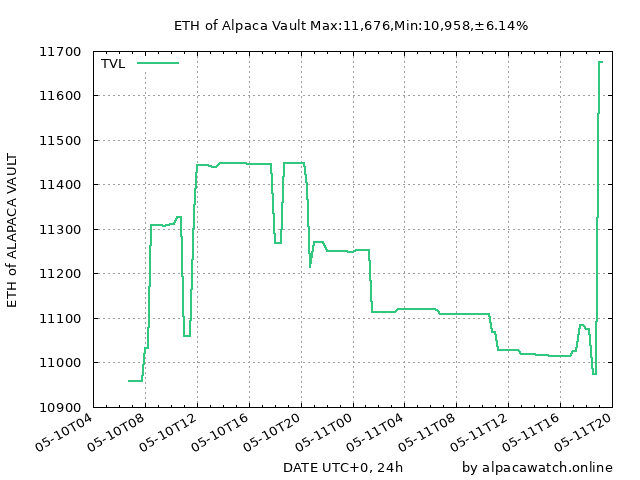 ETH of Alpaca Vault Max:11,676,Min:10,958,±6.14%
TVL
11700
11600
11500
11400
11300
11200
11100
11000
10900
ETH of ALAPACA VAULT
05-10T04
05-10T08
05-10T12
05-10T16
05-10T20
05-11T00
05-11T04
05-11T08
05-11T12
05-11T16
05-11T20
DATE UTC+0, 24h
by alpacawatch.online